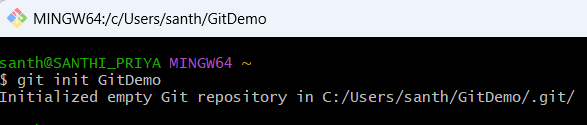 MINGW64:/c/Users/santh/GitDemo
santh@SANTHI_PRIYA MINGW64 ~
$ git init GitDemo
Initialized empty Git repository in C:/Users/santh/GitDemo/.git/